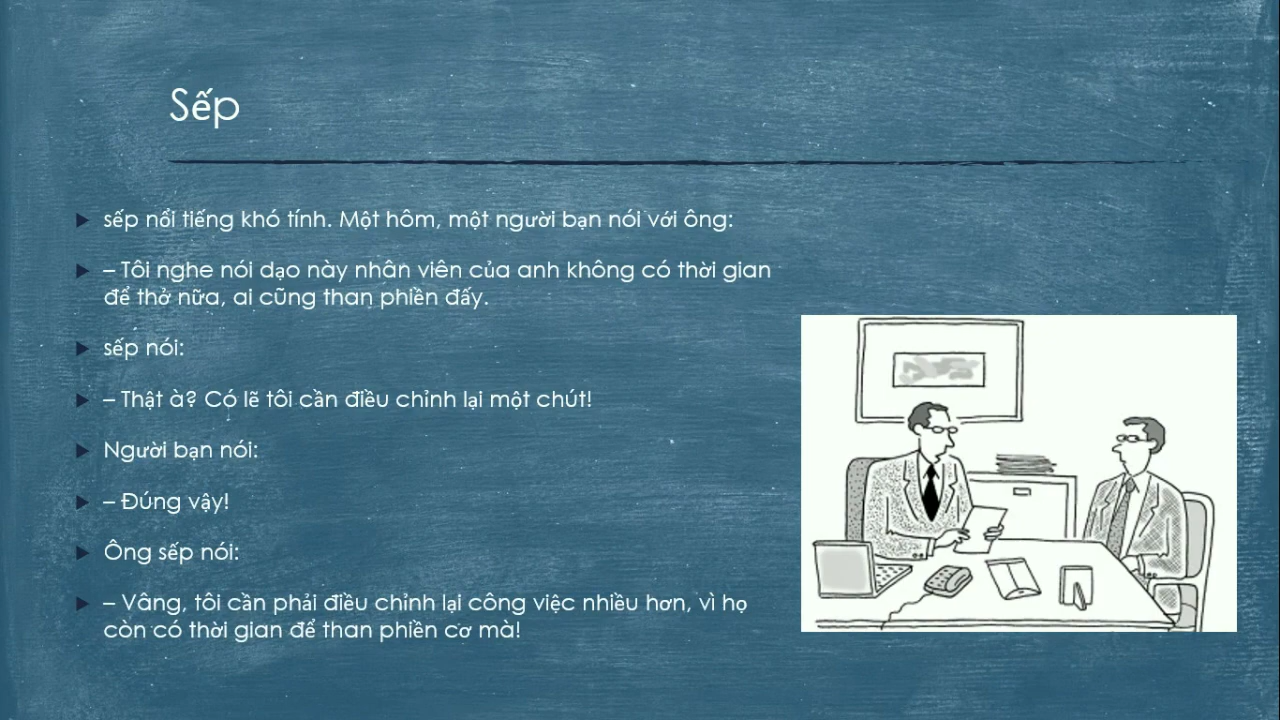 Sếp
sếp nổi tiếng khó tính. Một hôm, một người bạn nói với ông:
– Tôi nghe nói dạo này nhân viên của anh không có thời gian
để thở nữa, ai cũng than phiền đấy.
sếp nói:
– Thật à? Có lẽ tôi cần điều chỉnh lại một chút!
Người bạn nói:
– Đúng vậy!
Ông sếp nói:
– Vâng, tôi cần phải điều chỉnh lại công việc nhiều hơn, vì họ
còn có thời gian để than phiền cơ mà!